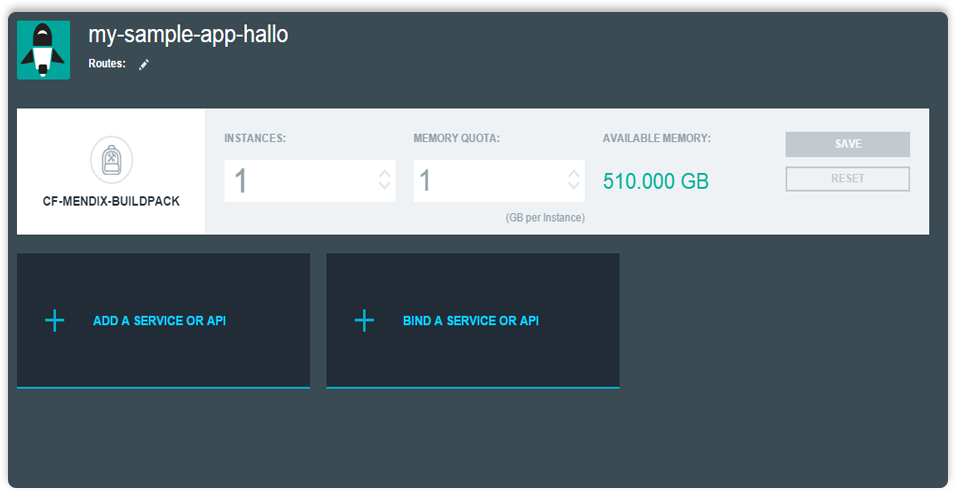 my-sample-app-hallo
Routes:
INSTANCES:
MEMORY QUOTA:
AVAILABLE MEMORY:
SAVE
1
1
510.000 GB
RESET
CF-MENDIX-BUILDPACK
(GB per Instance)
ADD A SERVICE OR API
BIND A SERVICE OR API